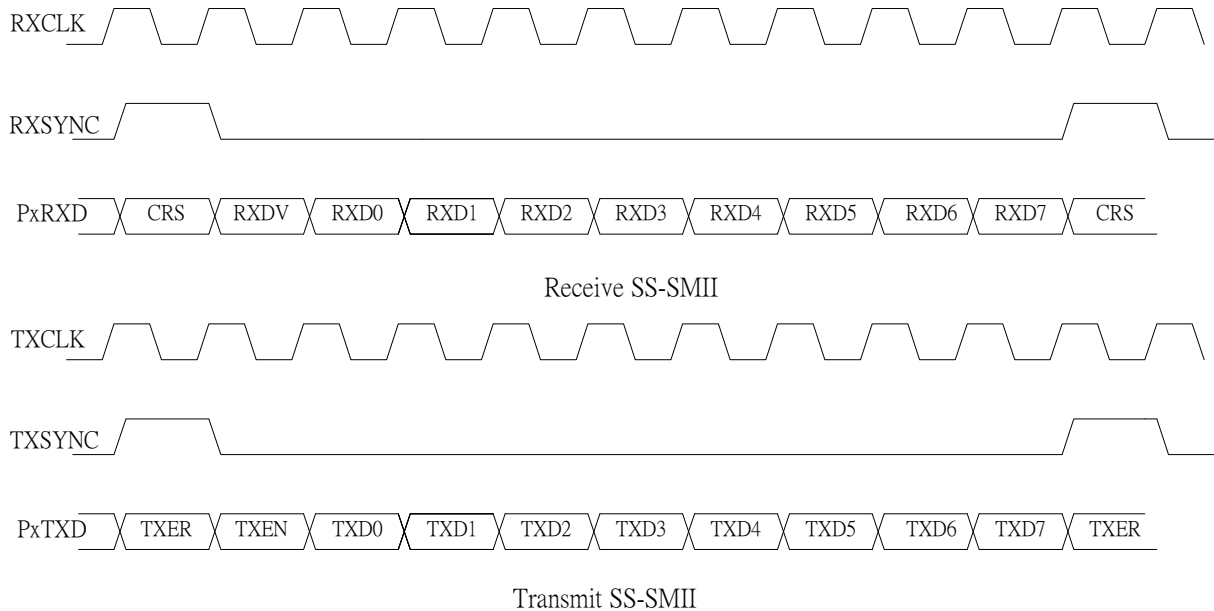 RXCLK
RXSYNC
PxRXD CRS RXDV RXD0 RXD1 RXD2 RXD3 RXD4 RXD5 RXD6 RXD7 CRS
Receive SS-SMII
TXCLK
TXSYNC
PxTXD TXER TXEN TXD0 TXD1 TXD2 TXD3 TXD4 TXD5 TXD6 TXD7 TXER
Transmit SS-SMII